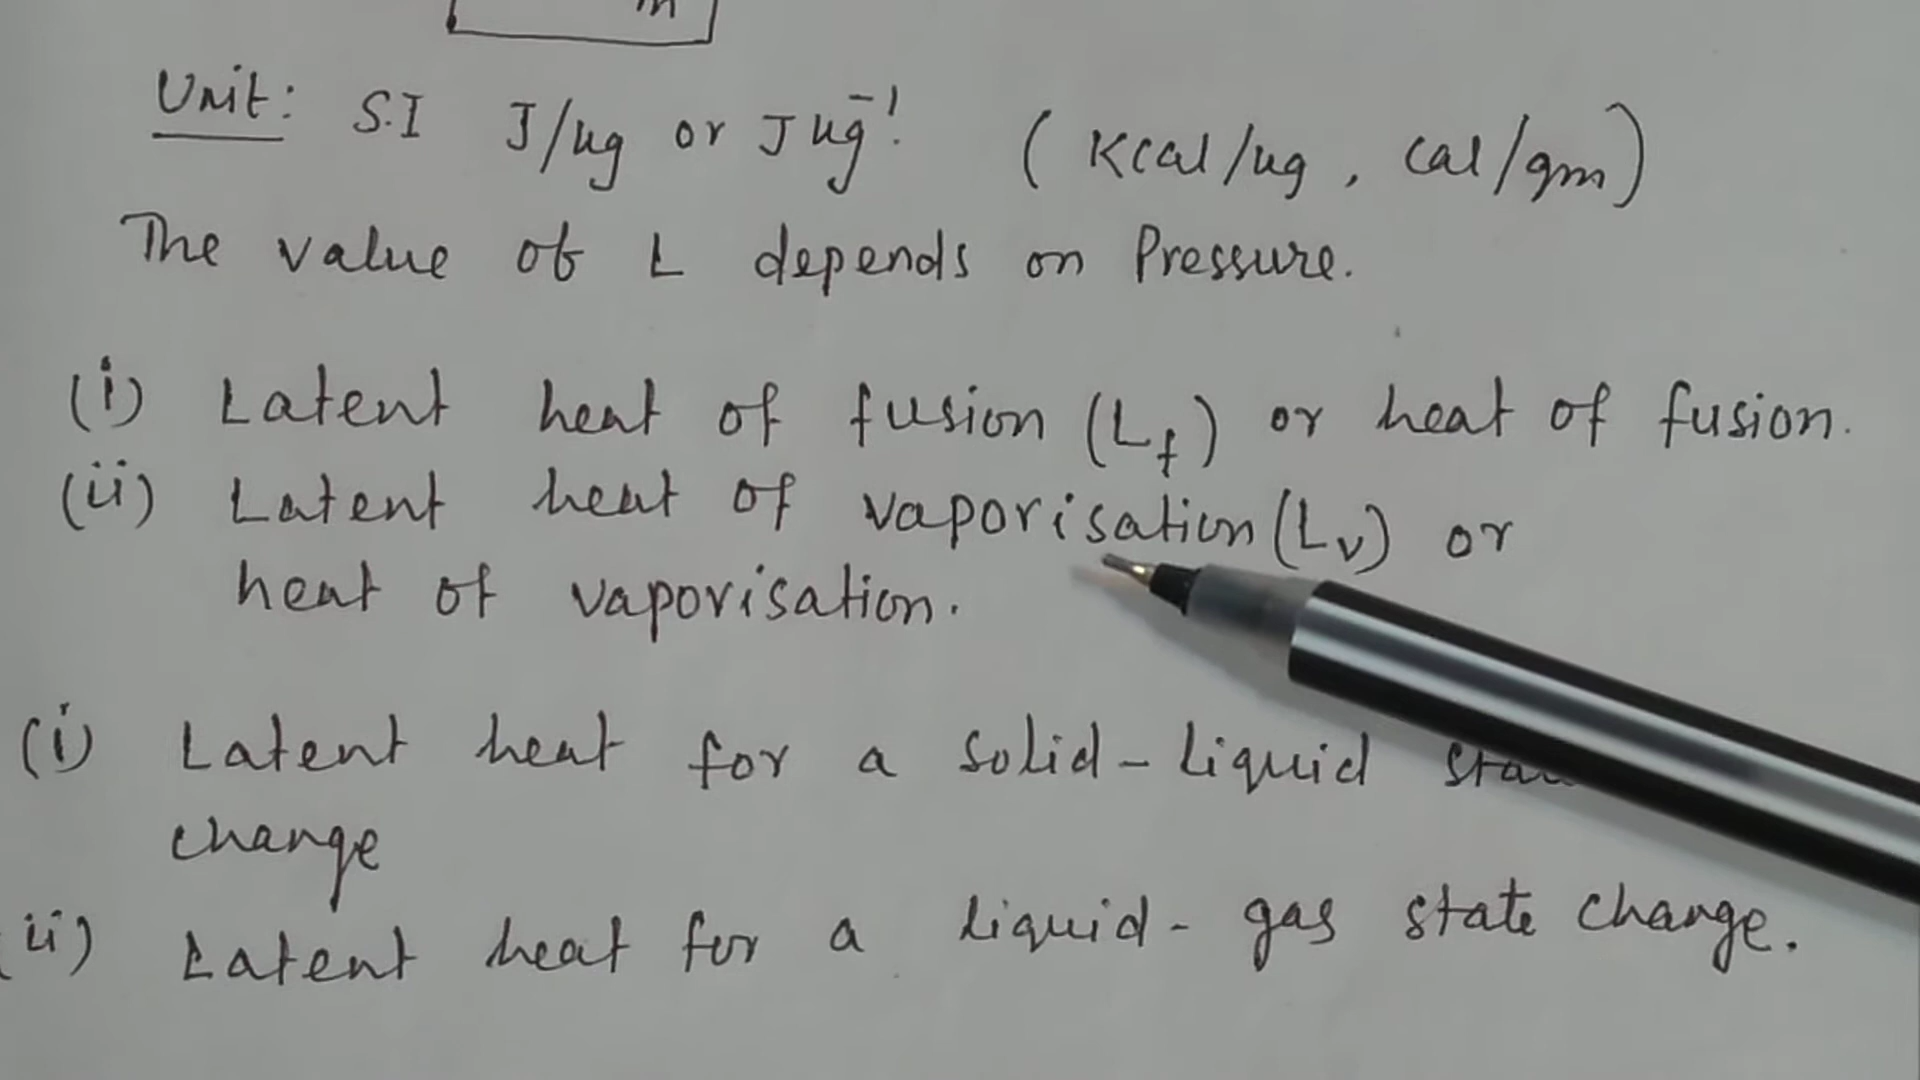 m
Unit: S.I J/kg or J kg⁻¹. (Kcal/kg, cal/gm)
The value of L depends on Pressure.
(i) Latent heat of fusion (Lf) or heat of fusion.
(ii) Latent heat of vaporisation (Lv) or
heat of vaporisation.
(i) Latent heat for a solid-liquid
change
ii) Latent heat for a liquid-gas state change.